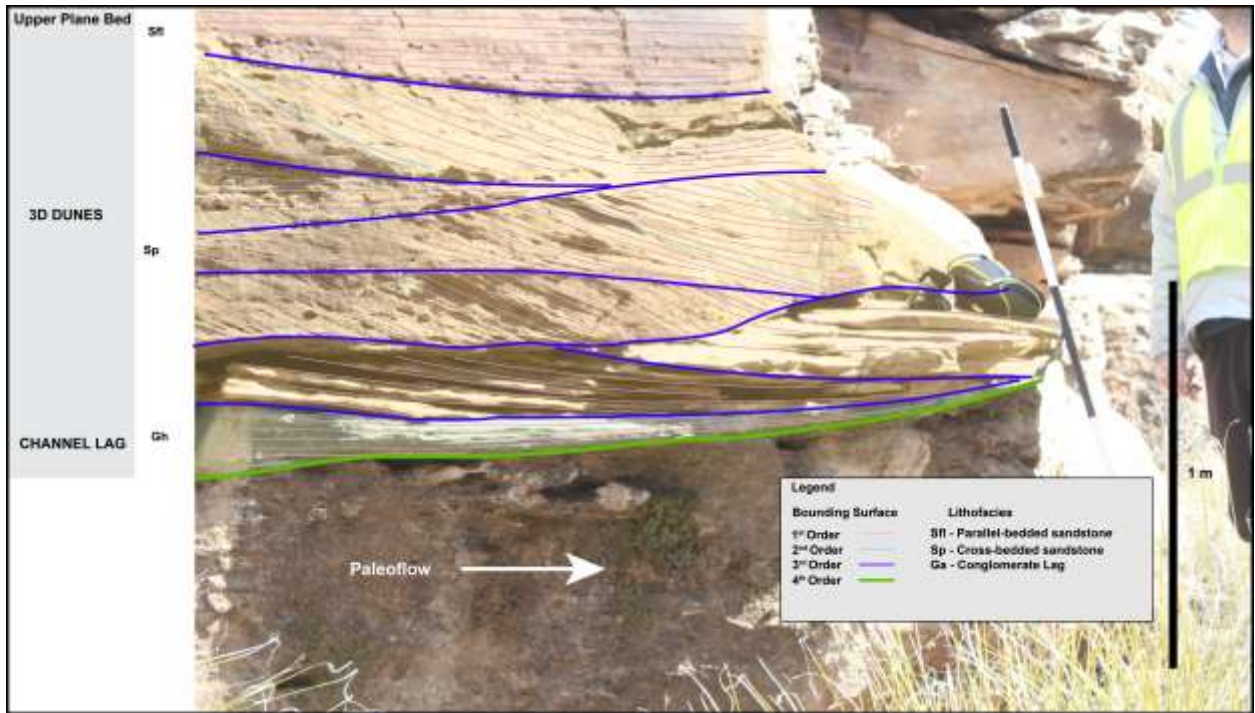 Upper Plane Bed
Sfl
3D DUNES
Sp
CHANNEL LAG
Gh
1 m
Paleoflow
Legend
Bounding Surface Lithofacies
1st Order Sfl - Parallel-bedded sandstone
2nd Order Sp - Cross-bedded sandstone
3rd Order Ga - Conglomerate Lag
4th Order